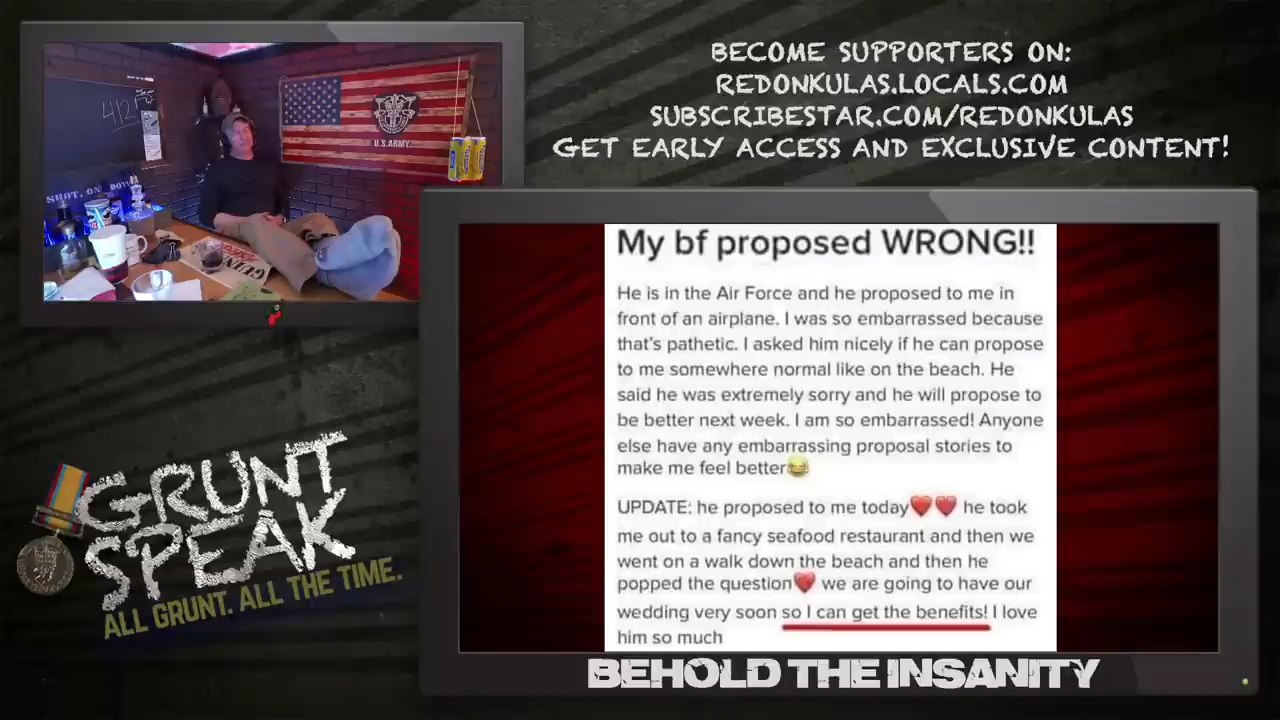 BECOME SUPPORTERS ON:
REDONKULAS.LOCALS.COM
SUBSCRIBESTAR.COM/REDONKULAS
GET EARLY ACCESS AND EXCLUSIVE CONTENT!
412
U.S.ARMY
SHOT, ON, DOW
My bf proposed WRONG!!
He is in the Air Force and he proposed to me in
front of an airplane. I was so embarrassed because
that's pathetic. I asked him nicely if he can propose
to me somewhere normal like on the beach. He
said he was extremely sorry and he will propose to
be better next week. I am so embarrassed! Anyone
else have any embarrassing proposal stories to
make me feel better😂
UPDATE: he proposed to me today❤️❤️ he took
me out to a fancy seafood restaurant and then we
went on a walk down the beach and then he
popped the question❤️ we are going to have our
wedding very soon so I can get the benefits! I love
him so much
GRUNT
SPEAK
ALL GRUNT. ALL THE TIME.
BEHOLD THE INSANITY